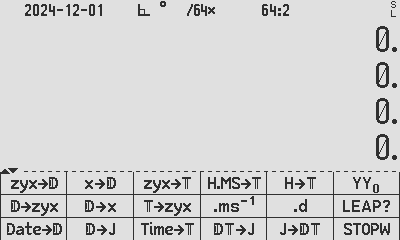 2024-12-01 ∟° /64× 64:2 S L
0.
0.
0.
0.
zyx→𝔻 x→𝔻 zyx→𝕋 H.MS→𝕋 H→𝕋 YY₀
𝔻→zyx 𝔻→x 𝕋→zyx .ms⁻¹ .d LEAP?
Date→𝔻 𝔻→J Time→𝕋 𝔻𝕋→J J→𝔻𝕋 STOPW